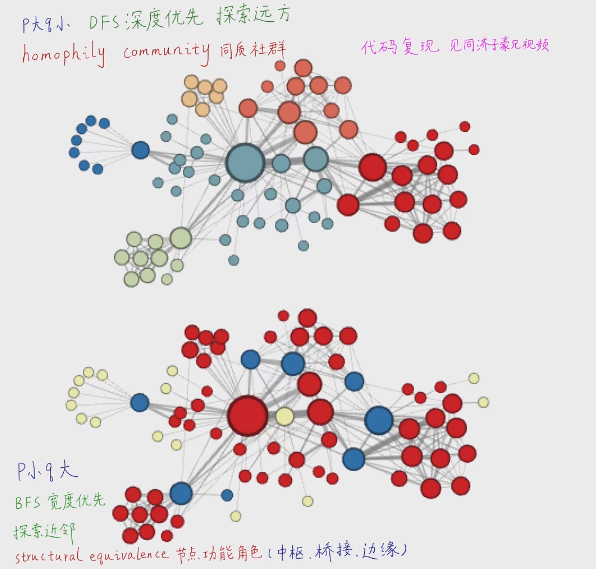 P大q小 DFS深度优先 探索远方
homophily community 同质社群
代码复现 见同济子豪兄视频
P小q大
BFS 宽度优先
探索近邻
structural equivalence 节点功能角色(中枢、桥接、边缘)